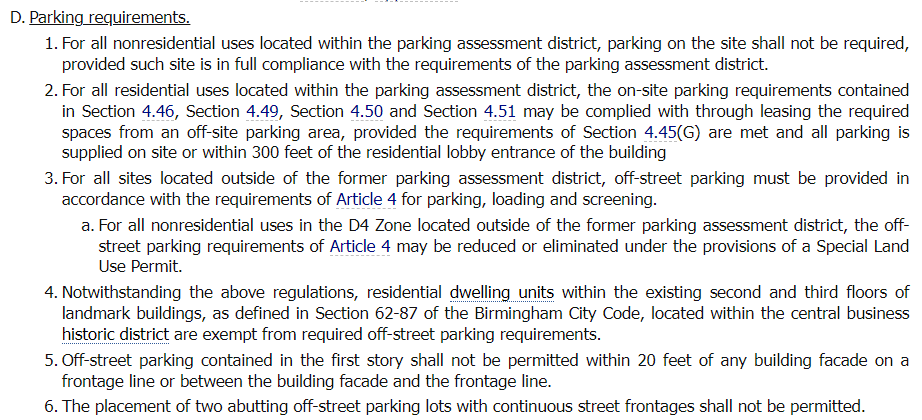 D. Parking requirements.
1. For all nonresidential uses located within the parking assessment district, parking on the site shall not be required,
provided such site is in full compliance with the requirements of the parking assessment district.
2. For all residential uses located within the parking assessment district, the on-site parking requirements contained
in Section 4.46, Section 4.49, Section 4.50 and Section 4.51 may be complied with through leasing the required
spaces from an off-site parking area, provided the requirements of Section 4.45(G) are met and all parking is
supplied on site or within 300 feet of the residential lobby entrance of the building
3. For all sites located outside of the former parking assessment district, off-street parking must be provided in
accordance with the requirements of Article 4 for parking, loading and screening.
a. For all nonresidential uses in the D4 Zone located outside of the former parking assessment district, the off-
street parking requirements of Article 4 may be reduced or eliminated under the provisions of a Special Land
Use Permit.
4. Notwithstanding the above regulations, residential dwelling units within the existing second and third floors of
landmark buildings, as defined in Section 62-87 of the Birmingham City Code, located within the central business
historic district are exempt from required off-street parking requirements.
5. Off-street parking contained in the first story shall not be permitted within 20 feet of any building facade on a
frontage line or between the building facade and the frontage line.
6. The placement of two abutting off-street parking lots with continuous street frontages shall not be permitted.